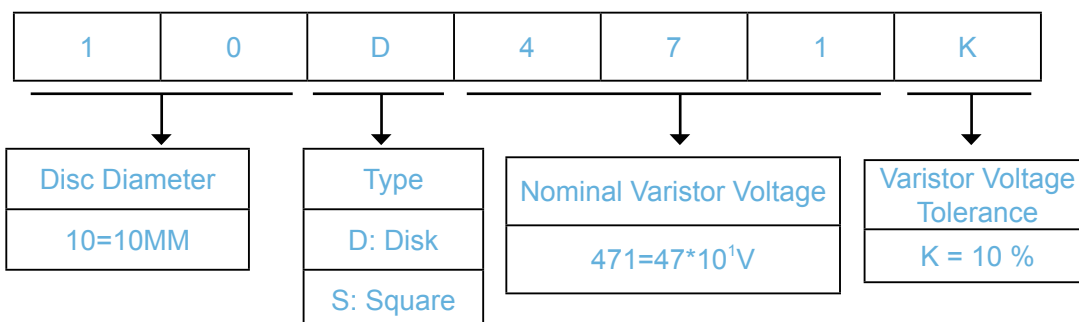 1 0 D 4 7 1 K
Disc Diameter
10=10MM
Type
D: Disk
S: Square
Nominal Varistor Voltage
471=47*10¹V
Varistor Voltage
Tolerance
K = 10 %